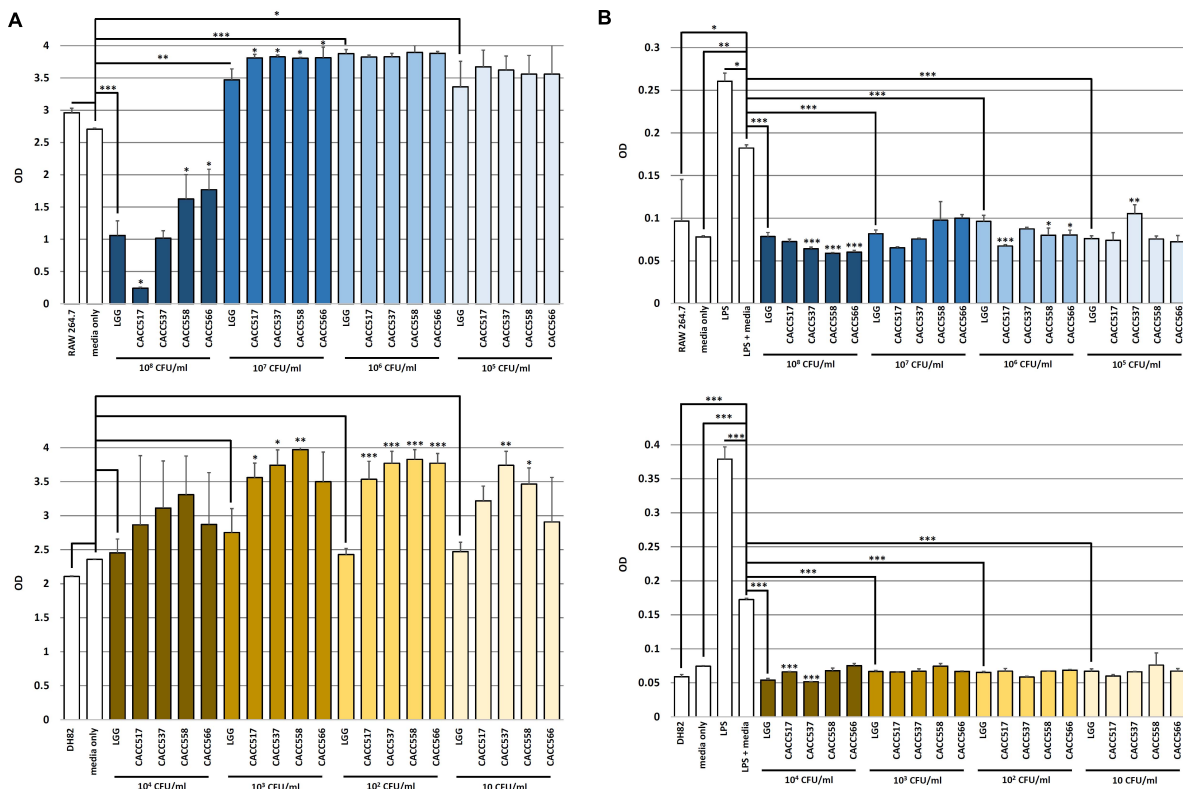 A
OD
4
3.5
3
2.5
2
1.5
1
0.5
0
*
***
**
***
* * * *
* * *
RAW 264.7
media only
LGG CACC517 CACC537 CACC558 CACC566
LGG CACC517 CACC537 CACC558 CACC566
LGG CACC517 CACC537 CACC558 CACC566
LGG CACC517 CACC537 CACC558 CACC566
10⁸ CFU/ml 10⁷ CFU/ml 10⁶ CFU/ml 10⁵ CFU/ml
B
OD
0.3
0.25
0.2
0.15
0.1
0.05
0
*
**
*
***
***
***
*** *** *** *** * * **
RAW 264.7
media only
LPS
LPS + media
LGG CACC517 CACC537 CACC558 CACC566
LGG CACC517 CACC537 CACC558 CACC566
LGG CACC517 CACC537 CACC558 CACC566
LGG CACC517 CACC537 CACC558 CACC566
10⁸ CFU/ml 10⁷ CFU/ml 10⁶ CFU/ml 10⁵ CFU/ml
OD
4
3.5
3
2.5
2
1.5
1
0.5
0
* * ** *** *** *** *** ** *
DH82
media only
LGG CACC517 CACC537 CACC558 CACC566
LGG CACC517 CACC537 CACC558 CACC566
LGG CACC517 CACC537 CACC558 CACC566
LGG CACC517 CACC537 CACC558 CACC566
10⁴ CFU/ml 10³ CFU/ml 10² CFU/ml 10 CFU/ml
OD
0.4
0.35
0.3
0.25
0.2
0.15
0.1
0.05
0
***
***
***
***
***
***
***
*** ***
DH82
media only
LPS
LPS + media
LGG CACC517 CACC537 CACC558 CACC566
LGG CACC517 CACC537 CACC558 CACC566
LGG CACC517 CACC537 CACC558 CACC566
LGG CACC517 CACC537 CACC558 CACC566
10⁴ CFU/ml 10³ CFU/ml 10² CFU/ml 10 CFU/ml